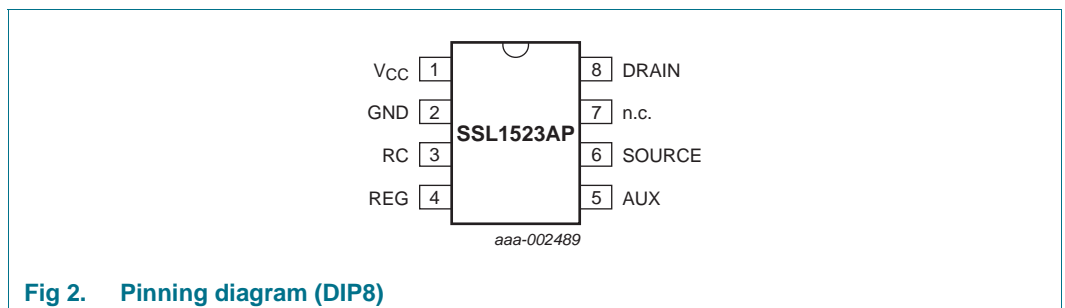 VCC 1 8 DRAIN
GND 2 7 n.c.
SSL1523AP
RC 3 6 SOURCE
REG 4 5 AUX
aaa-002489
Fig 2. Pinning diagram (DIP8)